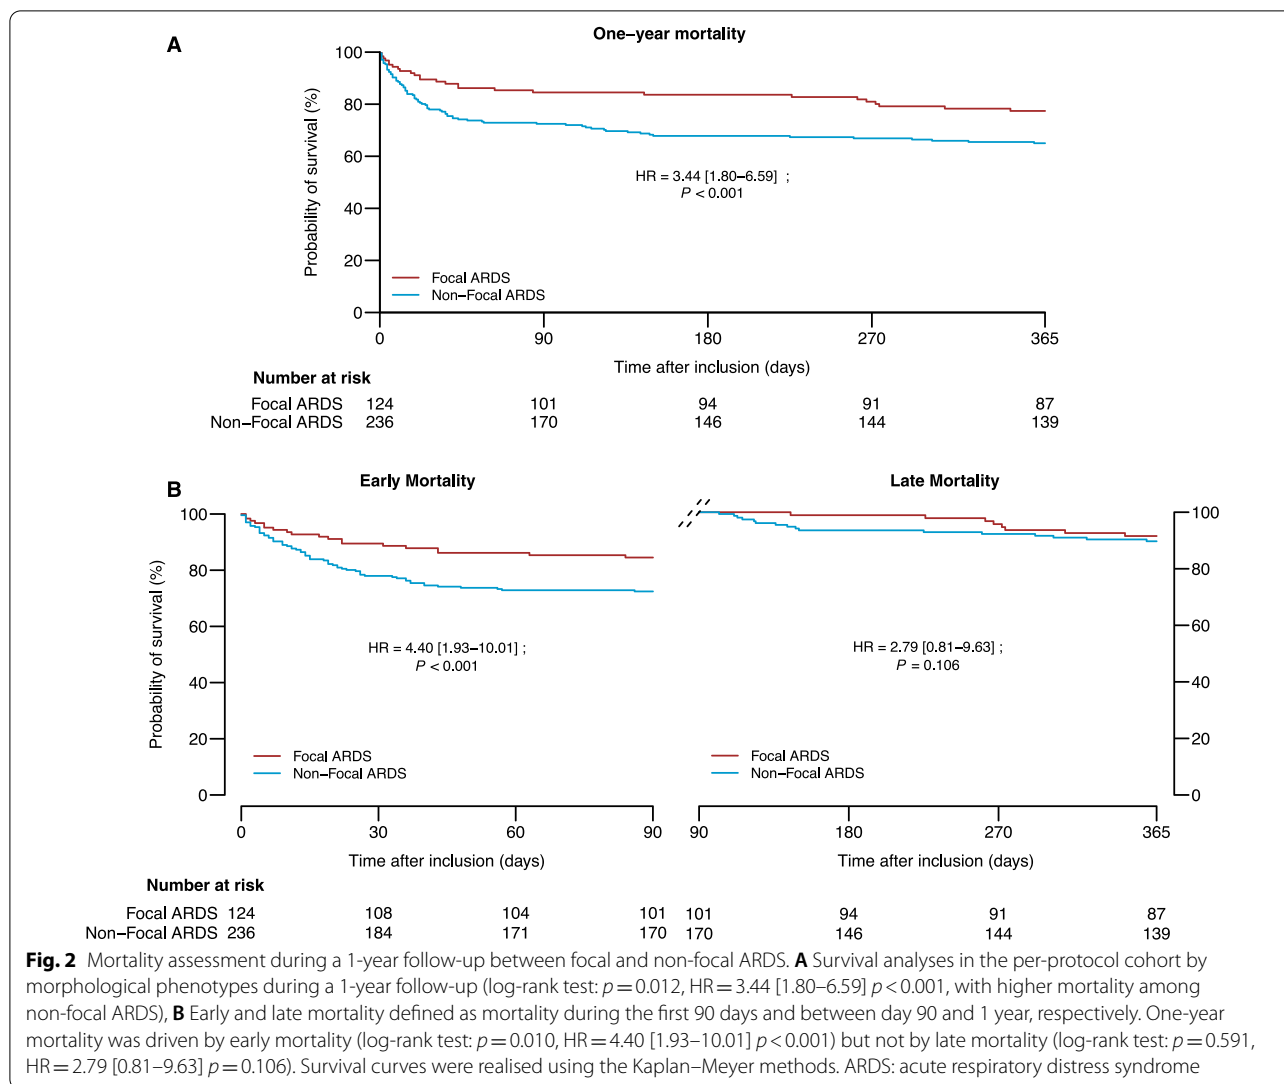 A
One–year mortality
Probability of survival (%)
100
80
60
40
20
0
HR = 3.44 [1.80–6.59] ;
P < 0.001
Focal ARDS
Non–Focal ARDS
0 90 180 270 365
Time after inclusion (days)
Number at risk
Focal ARDS 124 101 94 91 87
Non–Focal ARDS 236 170 146 144 139
B
Early Mortality
Probability of survival (%)
100
80
60
40
20
0
HR = 4.40 [1.93–10.01] ;
P < 0.001
Focal ARDS
Non–Focal ARDS
0 30 60 90
Time after inclusion (days)
Late Mortality
100
80
60
40
20
0
HR = 2.79 [0.81–9.63] ;
P = 0.106
Focal ARDS
Non–Focal ARDS
90 180 270 365
Time after inclusion (days)
Number at risk
Focal ARDS 124 108 104 101 101 94 91 87
Non–Focal ARDS 236 184 171 170 170 146 144 139
Fig. 2 Mortality assessment during a 1-year follow-up between focal and non-focal ARDS. A Survival analyses in the per-protocol cohort by
morphological phenotypes during a 1-year follow-up (log-rank test: p = 0.012, HR = 3.44 [1.80–6.59] p < 0.001, with higher mortality among
non-focal ARDS), B Early and late mortality defined as mortality during the first 90 days and between day 90 and 1 year, respectively. One-year
mortality was driven by early mortality (log-rank test: p = 0.010, HR = 4.40 [1.93–10.01] p < 0.001) but not by late mortality (log-rank test: p = 0.591,
HR = 2.79 [0.81–9.63] p = 0.106). Survival curves were realised using the Kaplan–Meyer methods. ARDS: acute respiratory distress syndrome